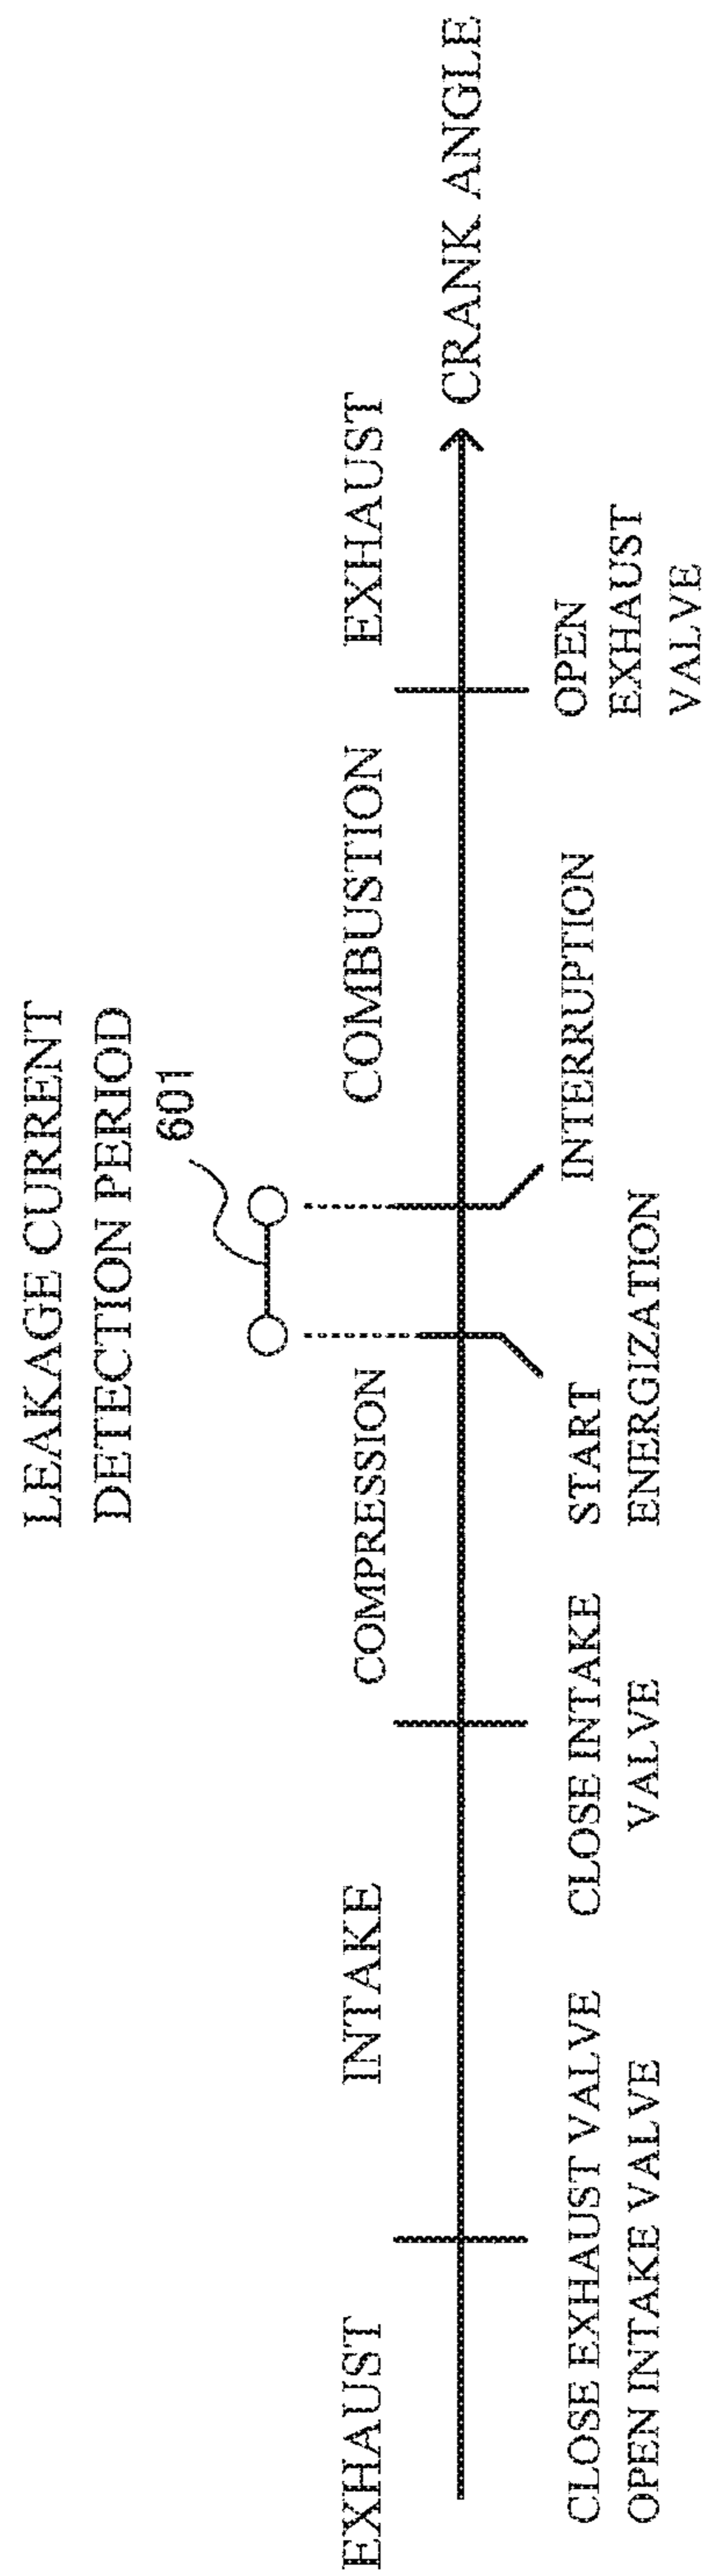 LEAKAGE CURRENT
DETECTION PERIOD
601
EXHAUST
INTAKE
COMPRESSION
COMBUSTION
EXHAUST
CRANK ANGLE
CLOSE EXHAUST VALVE
OPEN INTAKE VALVE
CLOSE INTAKE
VALVE
START
ENERGIZATION
INTERRUPTION
OPEN
EXHAUST
VALVE